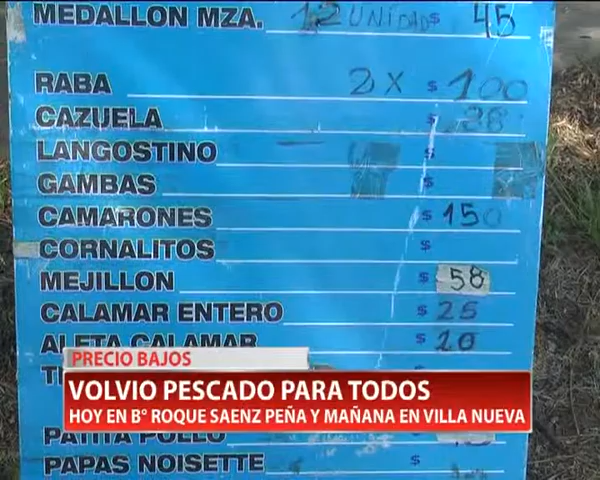 MEDALLON MZA. 12 UNIDAD $ 45
RABA 2 X $ 100
CAZUELA $ 28
LANGOSTINO $
GAMBAS $
CAMARONES $ 150
CORNALITOS $
MEJILLON $ 58
CALAMAR ENTERO $ 25
ALETA CALAMAR $ 20
PRECIO BAJOS
VOLVIO PESCADO PARA TODOS
HOY EN B° ROQUE SAENZ PEÑA Y MAÑANA EN VILLA NUEVA
PATITA POLLO
PAPAS NOISETTE $